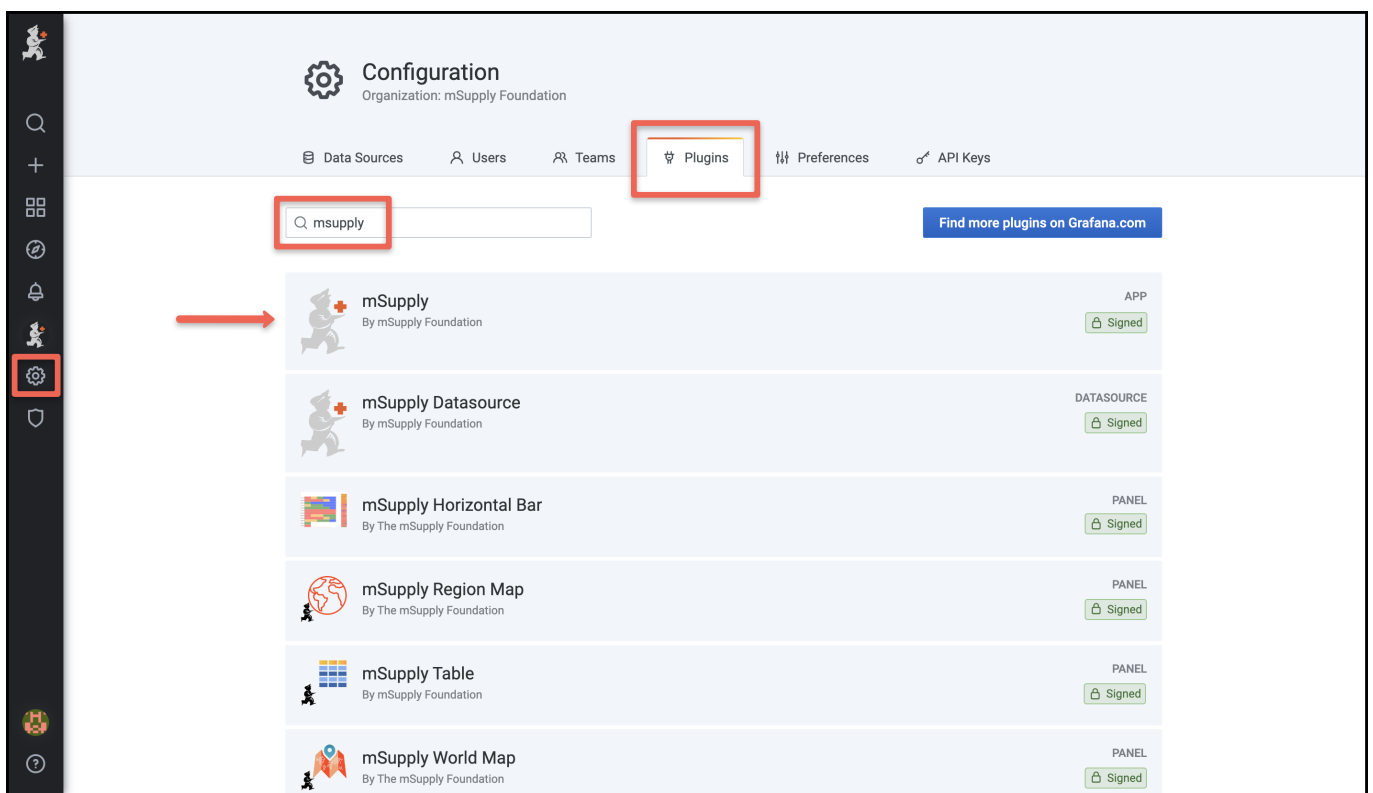 Configuration
Organization: mSupply Foundation
Data Sources
Users
Teams
Plugins
Preferences
API Keys
msupply
Find more plugins on Grafana.com
mSupply
By mSupply Foundation
APP
Signed
mSupply Datasource
By mSupply Foundation
DATASOURCE
Signed
mSupply Horizontal Bar
By The mSupply Foundation
PANEL
Signed
mSupply Region Map
By The mSupply Foundation
PANEL
Signed
mSupply Table
By mSupply Foundation
PANEL
Signed
mSupply World Map
By The mSupply Foundation
PANEL
Signed